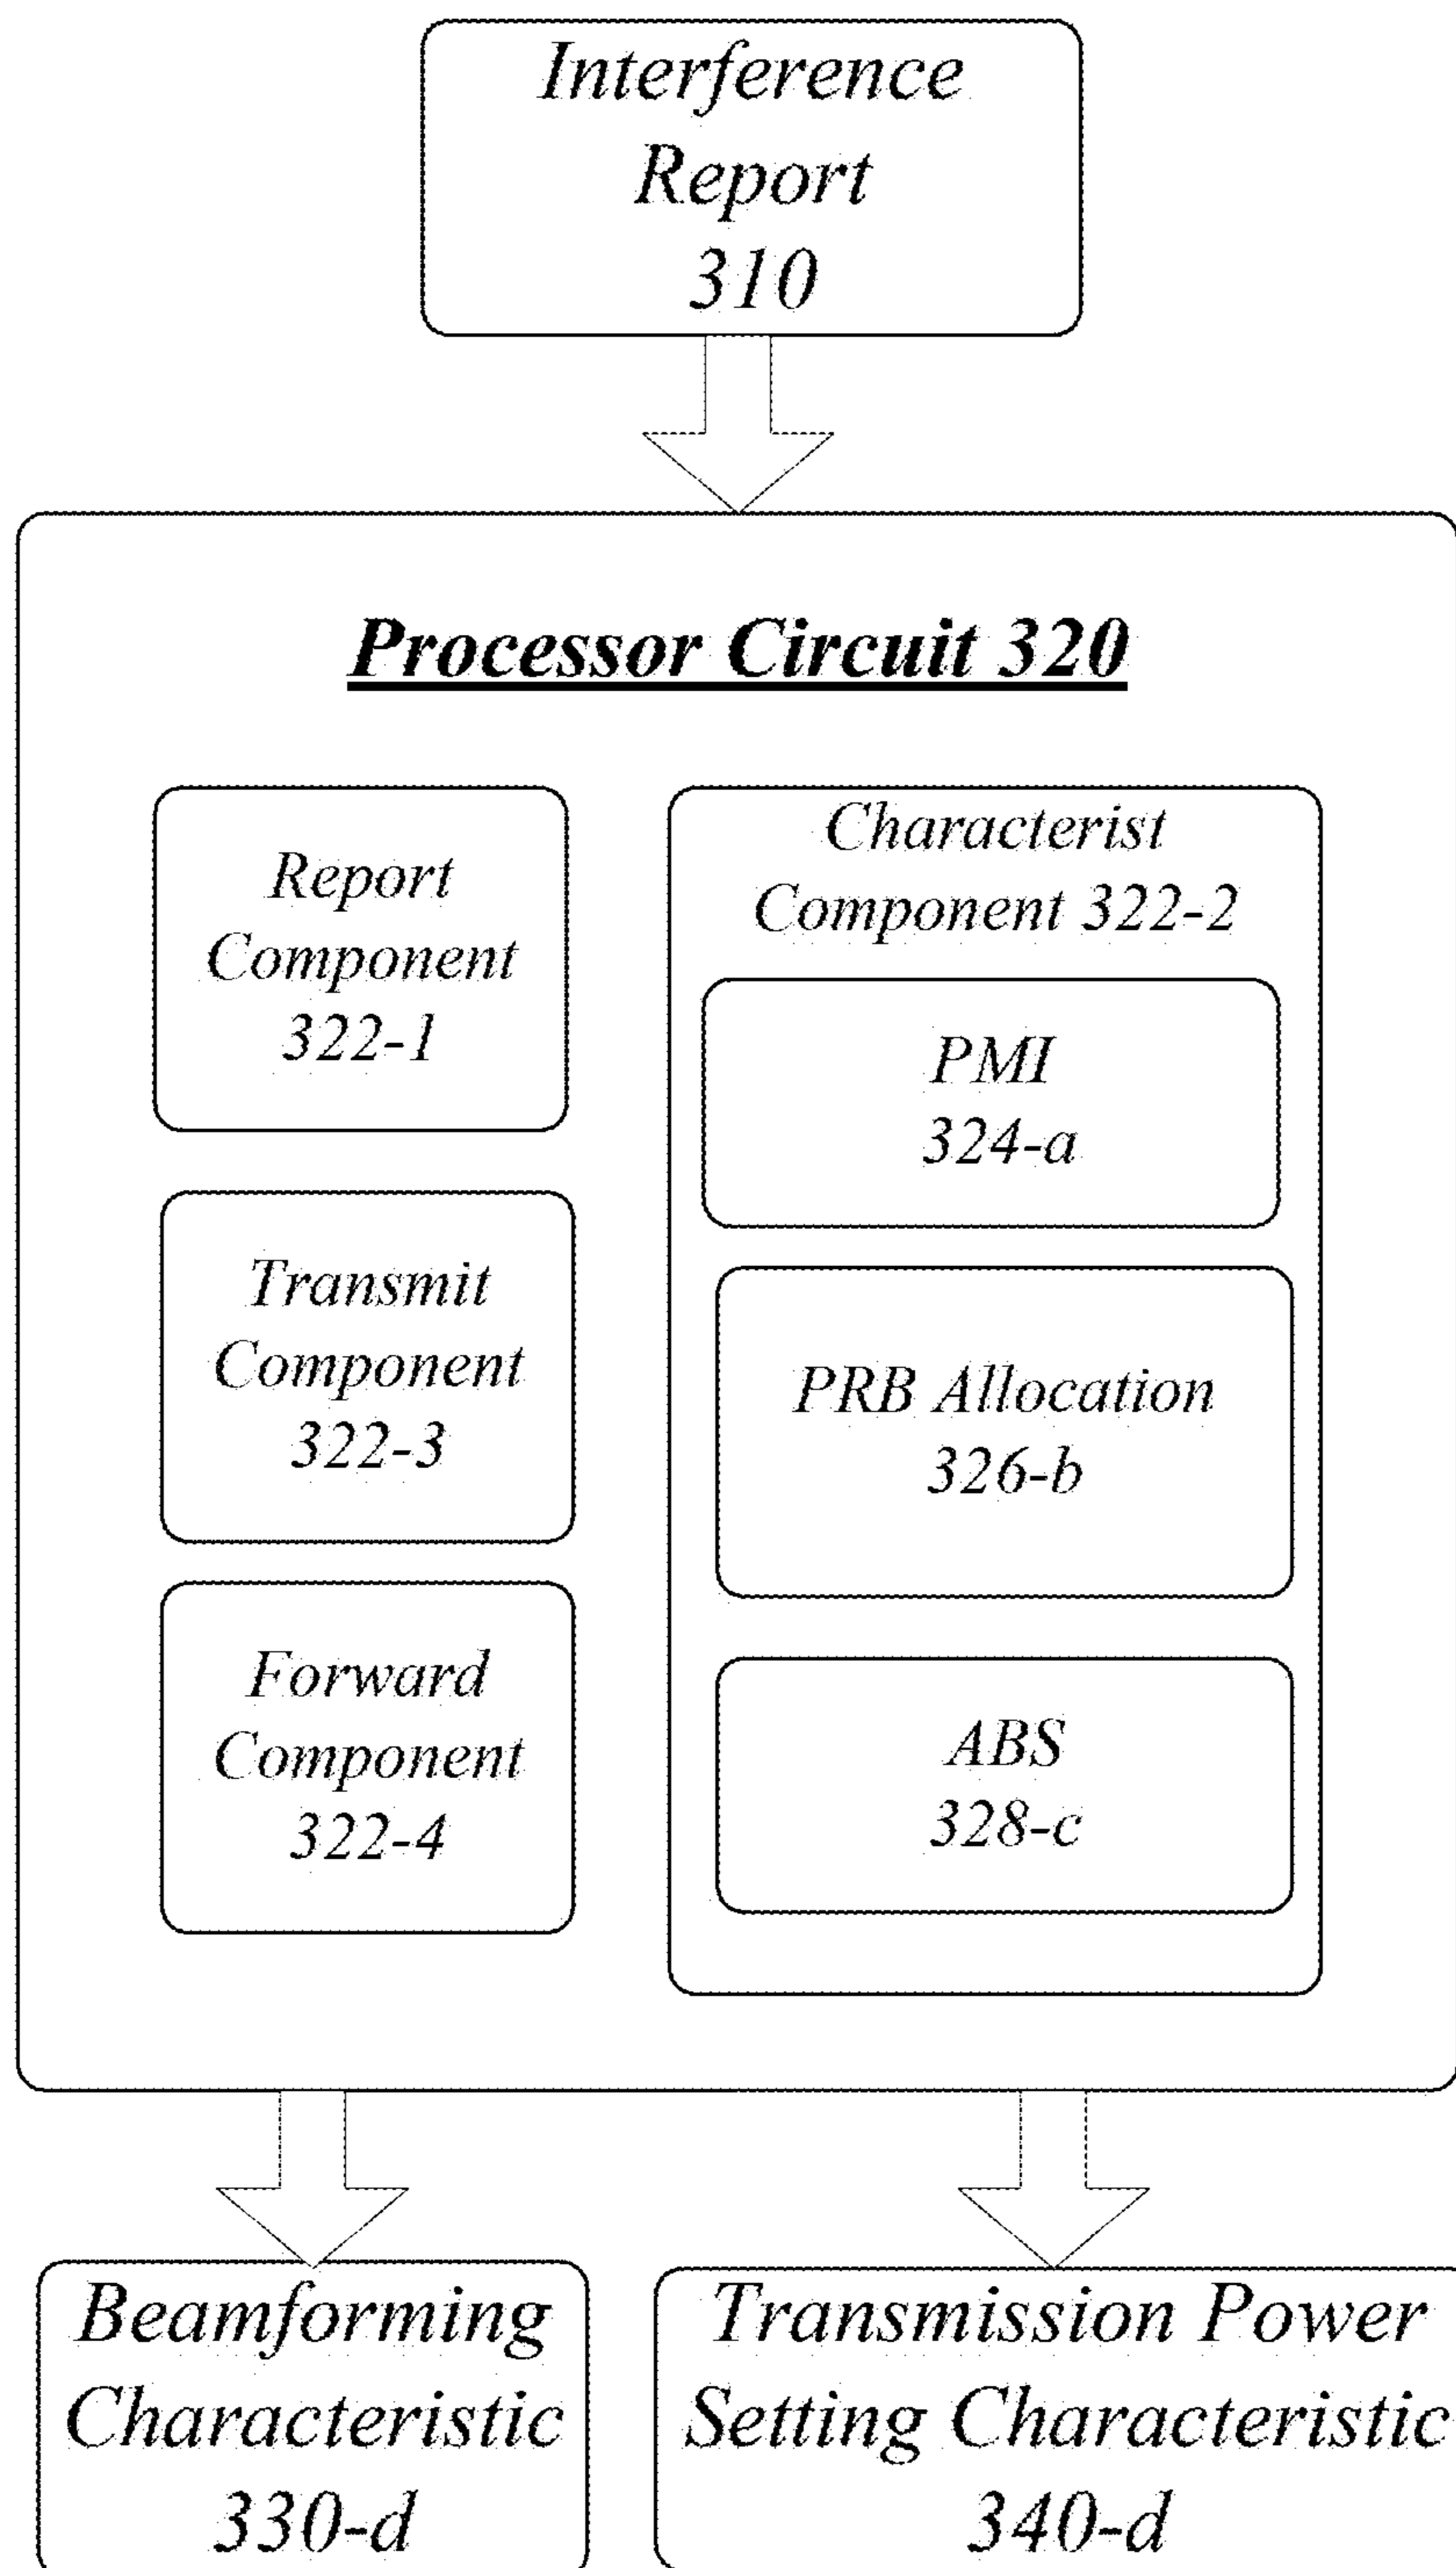 Interference
Report
310
Processor Circuit 320
Report
Component
322-1
Transmit
Component
322-3
Forward
Component
322-4
Characterist
Component 322-2
PMI
324-a
PRB Allocation
326-b
ABS
328-c
Beamforming
Characteristic
330-d
Transmission Power
Setting Characteristic
340-d